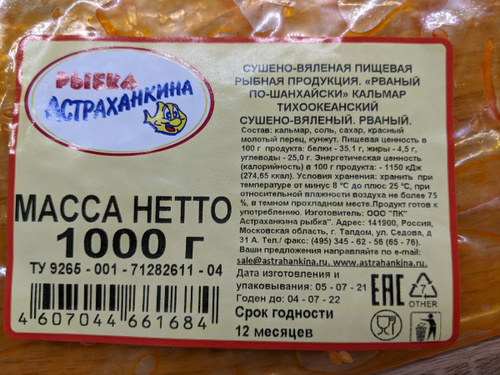 РЫБКА
АСТРАХАНКИНА
МАССА НЕТТО
1000 г
ТУ 9265 - 001 - 71282611 - 04
4607044661684
СУШЕНО-ВЯЛЕНАЯ ПИЩЕВАЯ
РЫБНАЯ ПРОДУКЦИЯ. «РВАНЫЙ
ПО-ШАНХАЙСКИ» КАЛЬМАР
ТИХООКЕАНСКИЙ
СУШЕНО-ВЯЛЕНЫЙ. РВАНЫЙ.
Состав: кальмар, соль, сахар, красный
молотый перец, кунжут. Пищевая ценность в
100 г продукта: белки - 35,1 г, жиры - 4,5 г,
углеводы - 25,0 г. Энергетическая ценность
(калорийность) в 100 г продукта: - 1150 кДж
(274,65 ккал). Условия хранения: хранить при
температуре от минус 8 °С до плюс 25 °С, при
относительной влажности воздуха не более 75
%, в темном прохладном месте.Продукт готов к
употреблению. Изготовитель: ООО "ПК"
Астраханкина рыбка". Адрес: 141900, Россия,
Московская область, г. Талдом, ул. Седова, д
31 А. Тел./ факс: (495) 345 - 62 - 56 (65 - 76).
Ваши предложения направляйте по e-mail:
sale@astrahankina.ru, www.astrahankina.ru
Дата изготовления и
упаковывания: 05 - 07 - 21
Годен до: 04 - 07 - 22
Срок годности
12 месяцев
ЕАС
7
OTHER